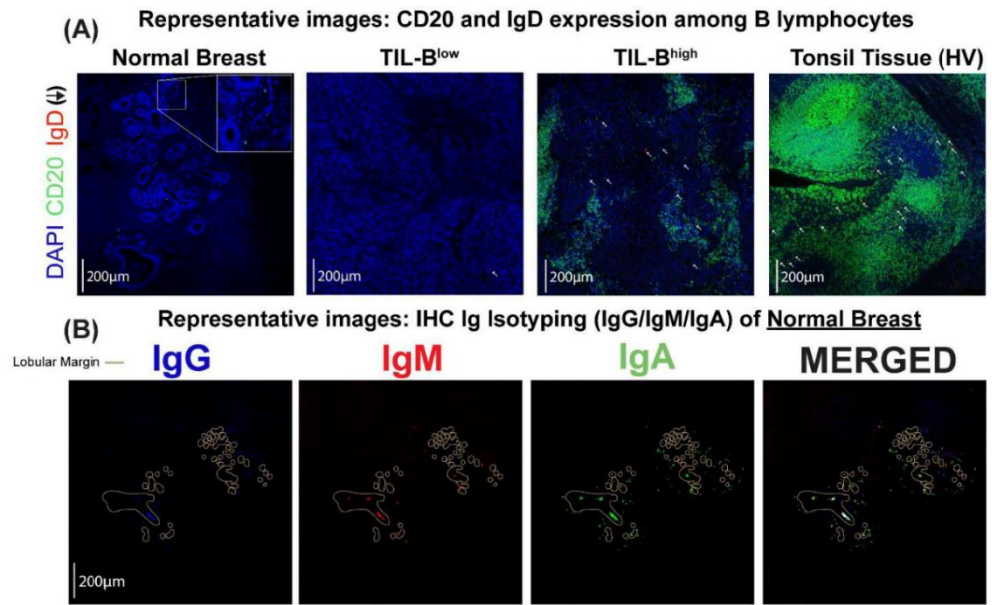 (A) Representative images: CD20 and IgD expression among B lymphocytes
Normal Breast TIL-B^low TIL-B^high Tonsil Tissue (HV)
DAPI CD20 IgD (↓)
200µm 200µm 200µm 200µm
(B) Representative images: IHC Ig Isotyping (IgG/IgM/IgA) of Normal Breast
Lobular Margin
IgG IgM IgA MERGED
200µm